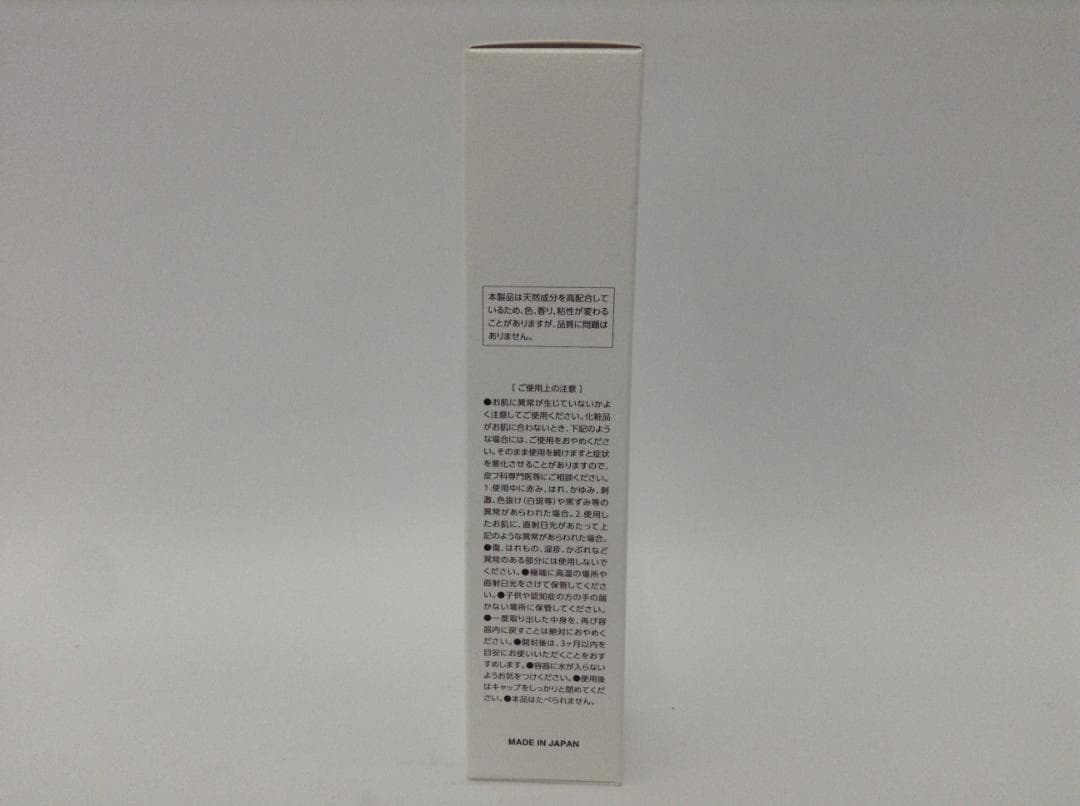 本製品は天然成分を高配合して
いるため、色、香り、粘性が変わる
ことがありますが、品質に問題は
ありません。
[ ご使用上の注意 ]
●お肌に異常が生じていないかよ
く注意してご使用ください。化粧品
がお肌に合わないとき、下記のよう
な場合には、ご使用をおやめくださ
い。そのまま使用を続けますと症状
を悪化させることがありますので、
皮フ科専門医等にご相談ください。
1.使用中に赤み、はれ、かゆみ、刺
激、色抜け(白斑等)や黒ずみ等の
異常があらわれた場合。2.使用し
たお肌に、直射日光があたって上
記のような異常があらわれた場合。
●傷、はれもの、湿疹、かぶれなど
異常のある部分には使用しないで
ください。●極端に高温の場所や
直射日光をさけて保管してくださ
い。●子供や認知症の方の手の届
かない場所に保管してください。
●一度取り出した中身を、再び容
器内に戻すことは絶対におやめく
ださい。●開封後は、3ヶ月以内を
目安にお使いいただくことをおす
すめします。●容器に水が入らない
ようお気をつけください。●使用後
はキャップをしっかりと閉めてくだ
さい。●本品はたべられません。
MADE IN JAPAN